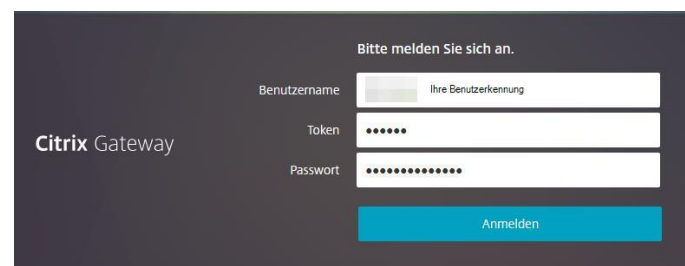 Bitte melden Sie sich an.
Benutzername
Ihre Benutzerkennung
Token
••••••
Citrix Gateway
Passwort
••••••••••••••
Anmelden